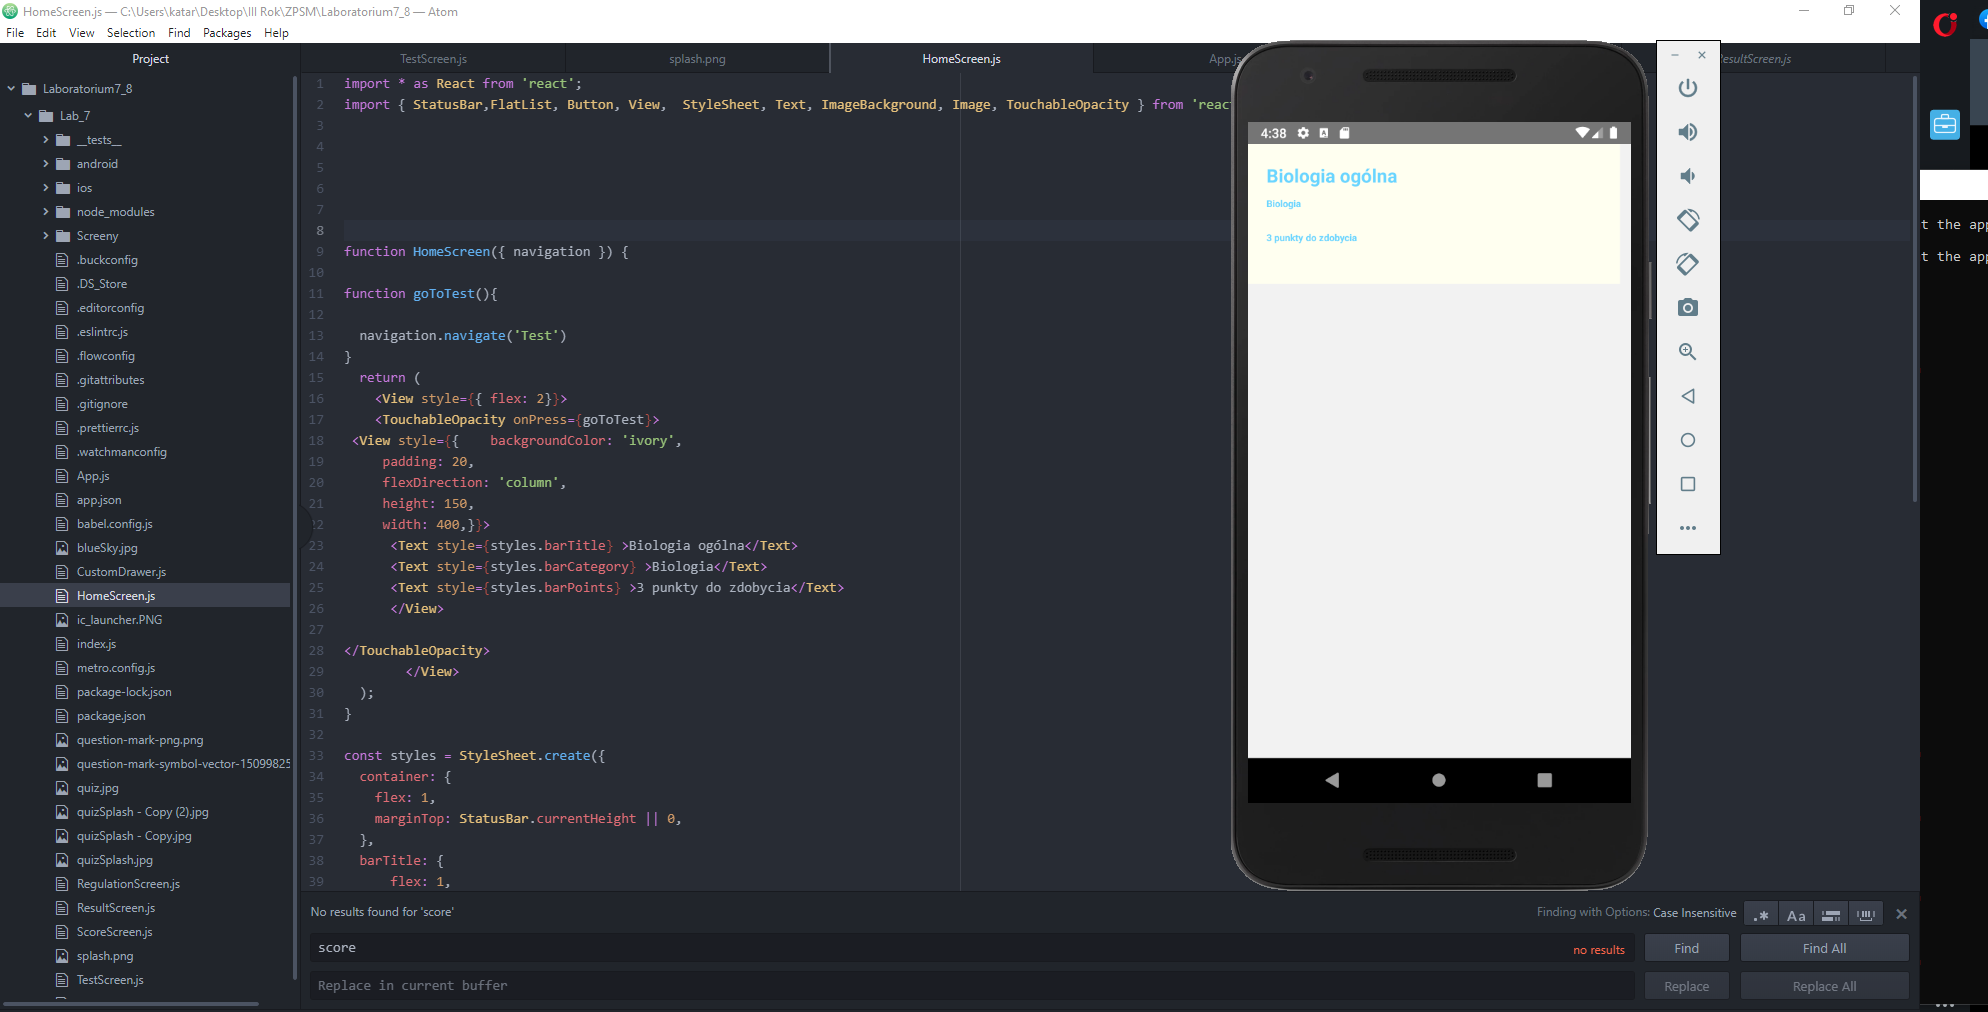 HomeScreen.js — C:\Users\katar\Desktop\III Rok\ZPSM\Laboratorium7_8 — Atom
File Edit View Selection Find Packages Help
Project
Laboratorium7_8
Lab_7
__tests__
android
ios
node_modules
Screeny
.buckconfig
.DS_Store
.editorconfig
.eslintrc.js
.flowconfig
.gitattributes
.gitignore
.prettierrc.js
.watchmanconfig
App.js
app.json
babel.config.js
blueSky.jpg
CustomDrawer.js
HomeScreen.js
ic_launcher.PNG
index.js
metro.config.js
package-lock.json
package.json
question-mark-png.png
question-mark-symbol-vector-15099825
quiz.jpg
quizSplash - Copy (2).jpg
quizSplash - Copy.jpg
quizSplash.jpg
RegulationScreen.js
ResultScreen.js
ScoreScreen.js
splash.png
TestScreen.js
TestScreen.js splash.png HomeScreen.js App.js ResultScreen.js
1 import * as React from 'react';
2 import { StatusBar,FlatList, Button, View,  StyleSheet, Text, ImageBackground, Image, TouchableOpacity } from 'react
3
4
5
6
7
8
9 function HomeScreen({ navigation }) {
10
11 function goToTest(){
12
13 navigation.navigate('Test')
14 }
15 return (
16 <View style={{ flex: 2}}>
17 <TouchableOpacity onPress={goToTest}>
18 <View style={{    backgroundColor: 'ivory',
19 padding: 20,
20 flexDirection: 'column',
21 height: 150,
22 width: 400,}}>
23 <Text style={styles.barTitle} >Biologia ogólna</Text>
24 <Text style={styles.barCategory} >Biologia</Text>
25 <Text style={styles.barPoints} >3 punkty do zdobycia</Text>
26 </View>
27
28 </TouchableOpacity>
29 </View>
30 );
31 }
32
33 const styles = StyleSheet.create({
34 container: {
35 flex: 1,
36 marginTop: StatusBar.currentHeight || 0,
37 },
38 barTitle: {
39 flex: 1,
4:38
Biologia ogólna
Biologia
3 punkty do zdobycia
t the app
t the app
No results found for 'score'
Finding with Options: Case Insensitive
.* Aa
score
no results
Find Find All
Replace in current buffer
Replace Replace All